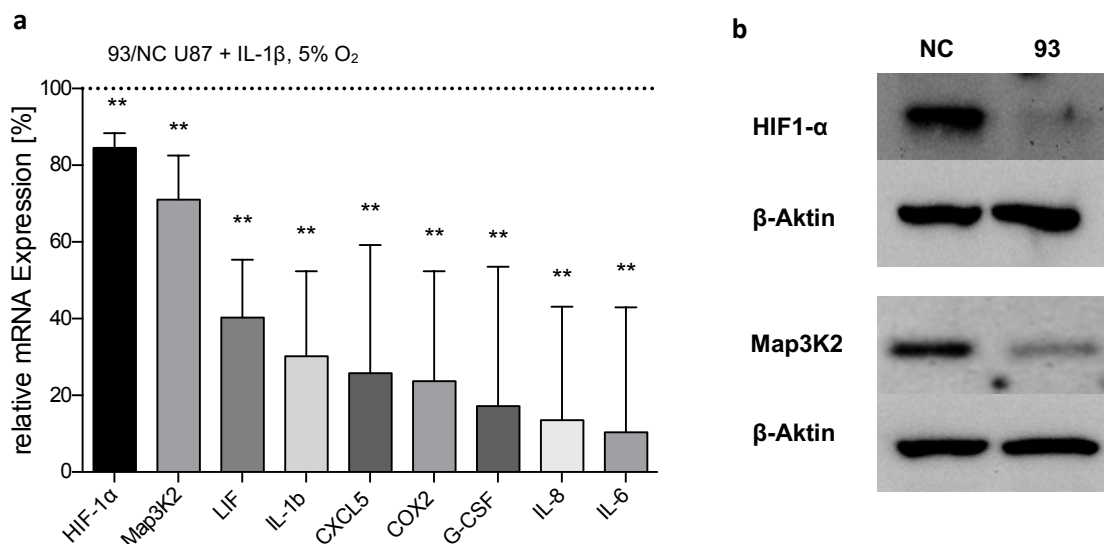 a
93/NC U87 + IL-1β, 5% O₂
relative mRNA Expression [%]
100
80
60
40
20
0
** ** ** ** ** ** ** ** **
HIF-1α Map3K2 LIF IL-1b CXCL5 COX2 G-CSF IL-8 IL-6
b
NC 93
HIF1-α
β-Aktin
Map3K2
β-Aktin